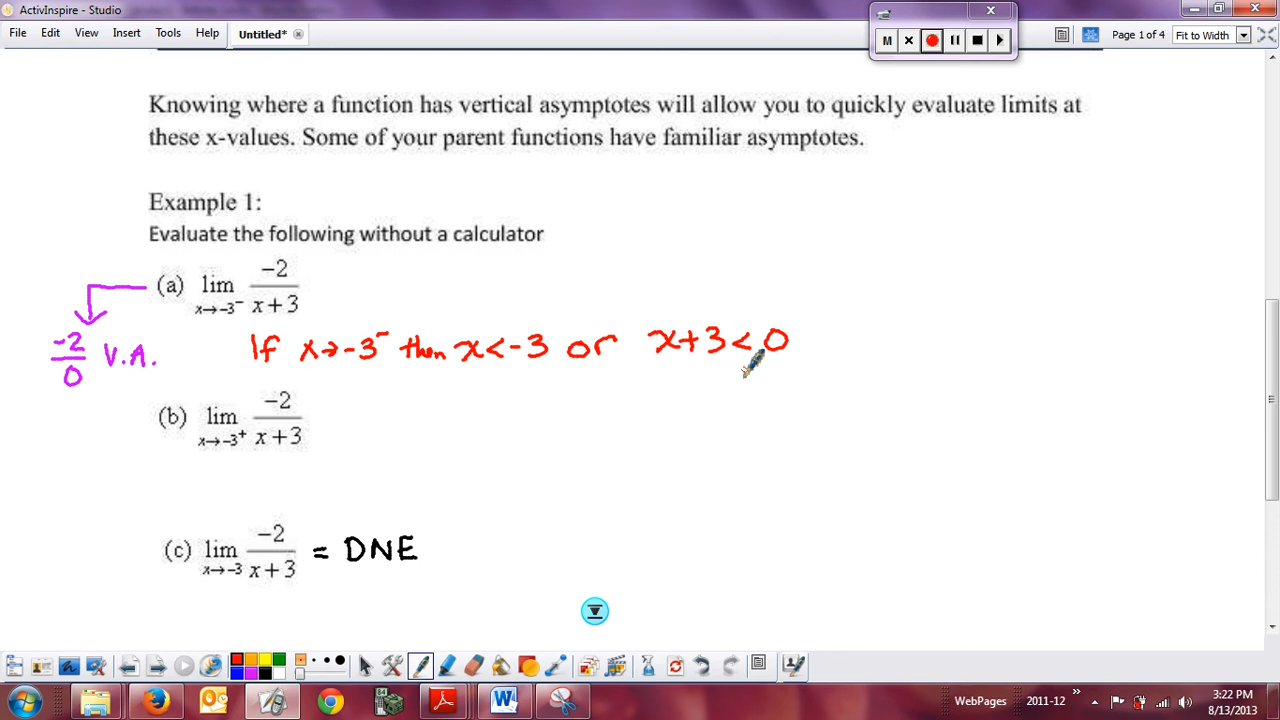 ActivInspire - Studio
File Edit View Insert Tools Help Untitled*
M
Page 1 of 4 Fit to Width
Knowing where a function has vertical asymptotes will allow you to quickly evaluate limits at
these x-values. Some of your parent functions have familiar asymptotes.
Example 1:
Evaluate the following without a calculator
(a) lim x→-3⁻ -2/(x+3)
-2/0 V.A.
If x→-3⁻ then x<-3 or x+3<0
(b) lim x→-3⁺ -2/(x+3)
(c) lim x→-3 -2/(x+3) = DNE
WebPages 2011-12 »
3:22 PM
8/13/2013